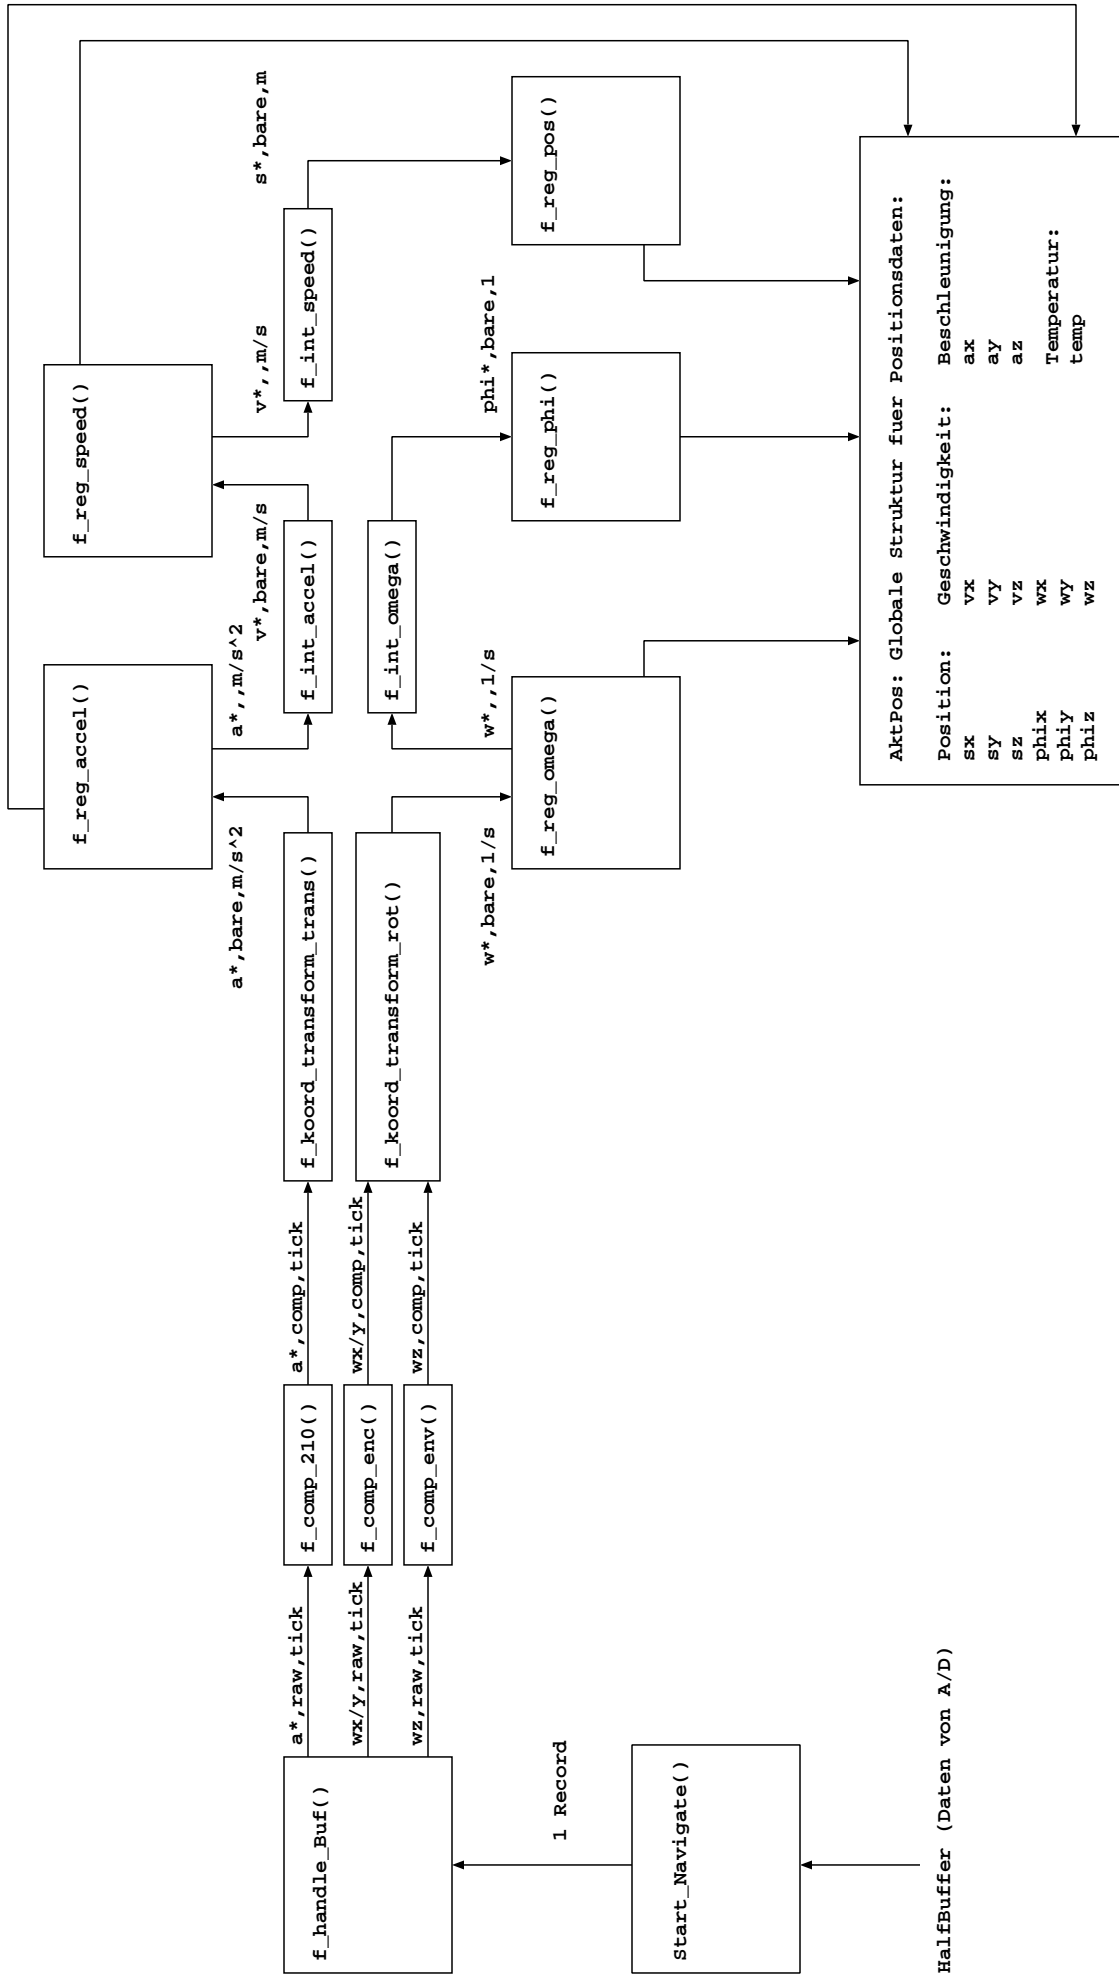 f_reg_accel()
f_reg_speed()
a*,bare,m/s^2
a*,,m/s^2
v*,bare,m/s
v*,,m/s
s*,bare,m
f_handle_Buf()
a*,raw,tick
f_comp_210()
a*,comp,tick
f_koord_transform_trans()
f_int_accel()
f_int_speed()
wx/y,raw,tick
f_comp_enc()
wx/y,comp,tick
f_koord_transform_rot()
f_int_omega()
wz,raw,tick
f_comp_env()
wz,comp,tick
w*,bare,1/s
w*,,1/s
phi*,bare,1
f_reg_omega()
f_reg_phi()
f_reg_pos()
1 Record
Start_Navigate()
HalfBuffer (Daten von A/D)
AktPos: Globale Struktur fuer Positionsdaten:
Position: Geschwindigkeit: Beschleunigung:
sx vx ax
sy vy ay
sz vz az
phix wx Temperatur:
phiy wy temp
phiz wz